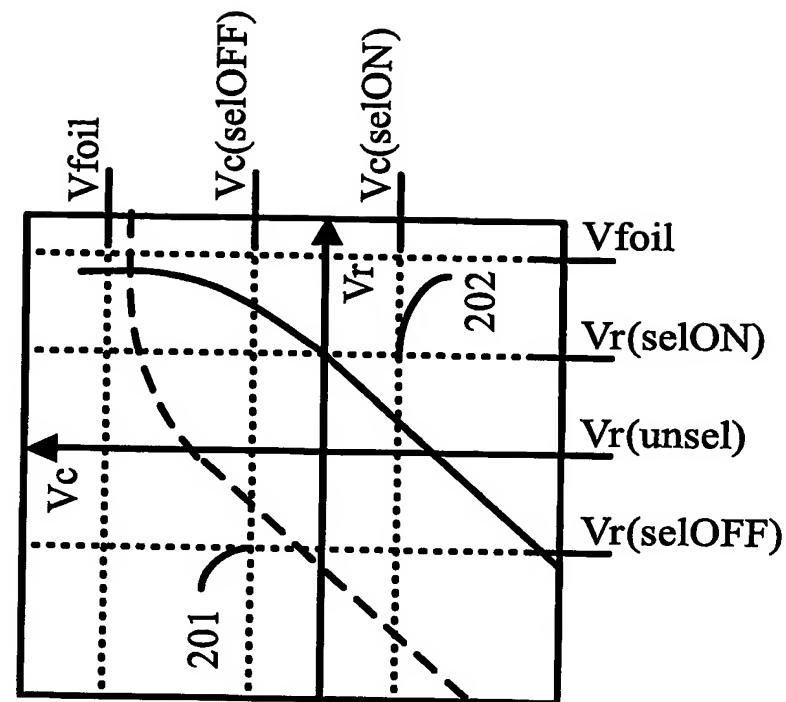 Vfoil
Vc(selOFF)
Vc(selON)
Vfoil
Vr
202
Vr(selON)
Vr(unsel)
Vc
Vr(selOFF)
201